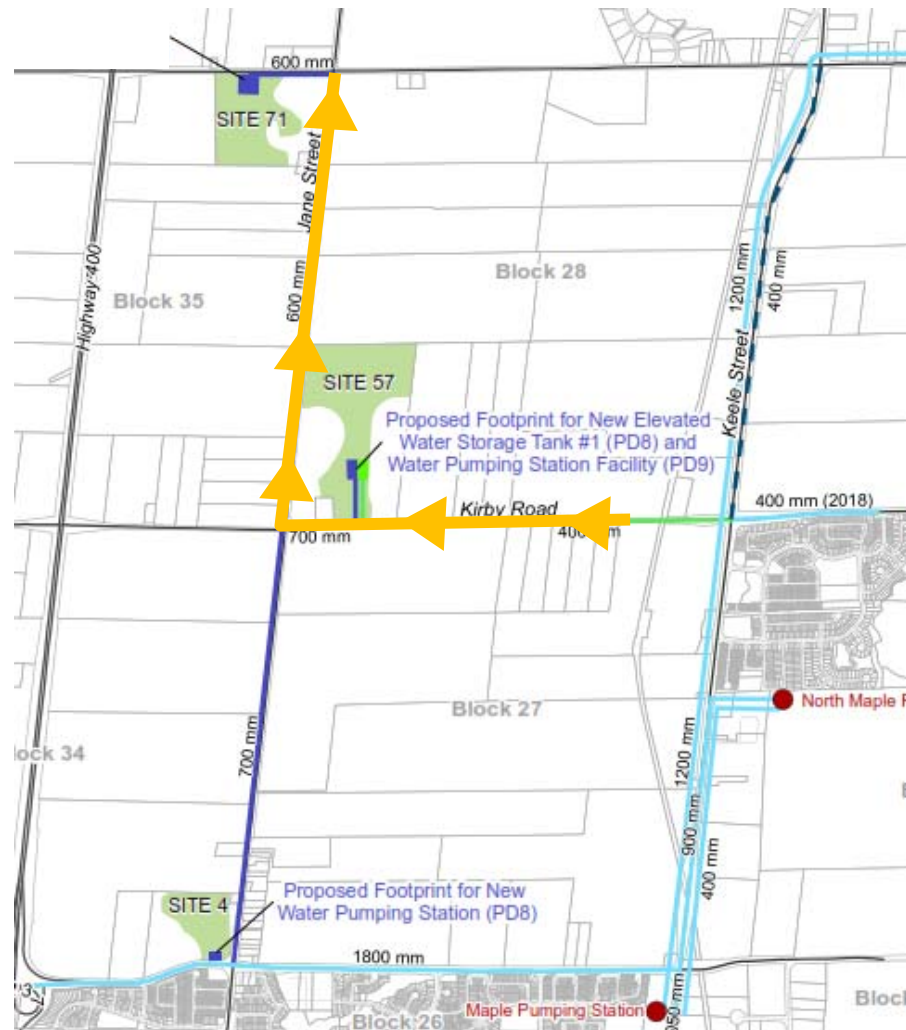 600 mm
SITE 71
Jane Street
Highway 400
Block 35
600 mm
Block 28
1200 mm
400 mm
Keele Street
SITE 57
Proposed Footprint for New Elevated
Water Storage Tank #1 (PD8) and
Water Pumping Station Facility (PD9)
Kirby Road
400 mm (2018)
700 mm
North Maple
Block 27
700 mm
1200 mm
900 mm
400 mm
34
SITE 4
Proposed Footprint for New
Water Pumping Station (PD8)
1800 mm
Maple Pumping Station
mm
Block 26
Bloc